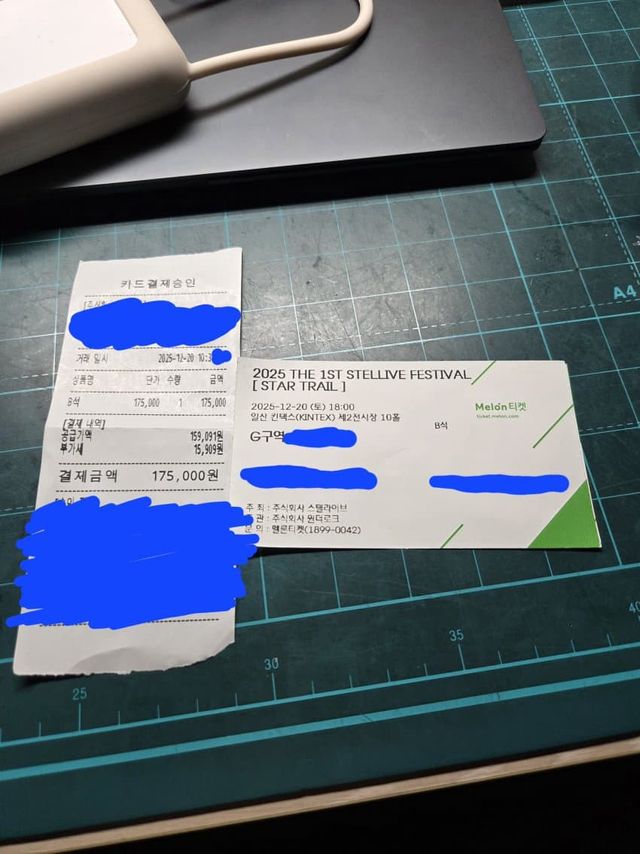 카드결제승인
거래 일시 2025-12-20 10:3
상품명 단가 수량 금액
B석 175,000 1 175,000
[결제 내역]
공급가액 159,091원
부가세 15,909원
결제금액 175,000원
2025 THE 1ST STELLIVE FESTIVAL
[ STAR TRAIL ]
2025-12-20 (토) 18:00
일산 킨텍스(KINTEX) 제2전시장 10홀
B석
G구역
Melon 티켓
ticket.melon.com
주 최 : 주식회사 스텔라이브
관 : 주식회사 원더로크
문 의 : 멜론티켓(1899-0042)
A4
25
30
35
40